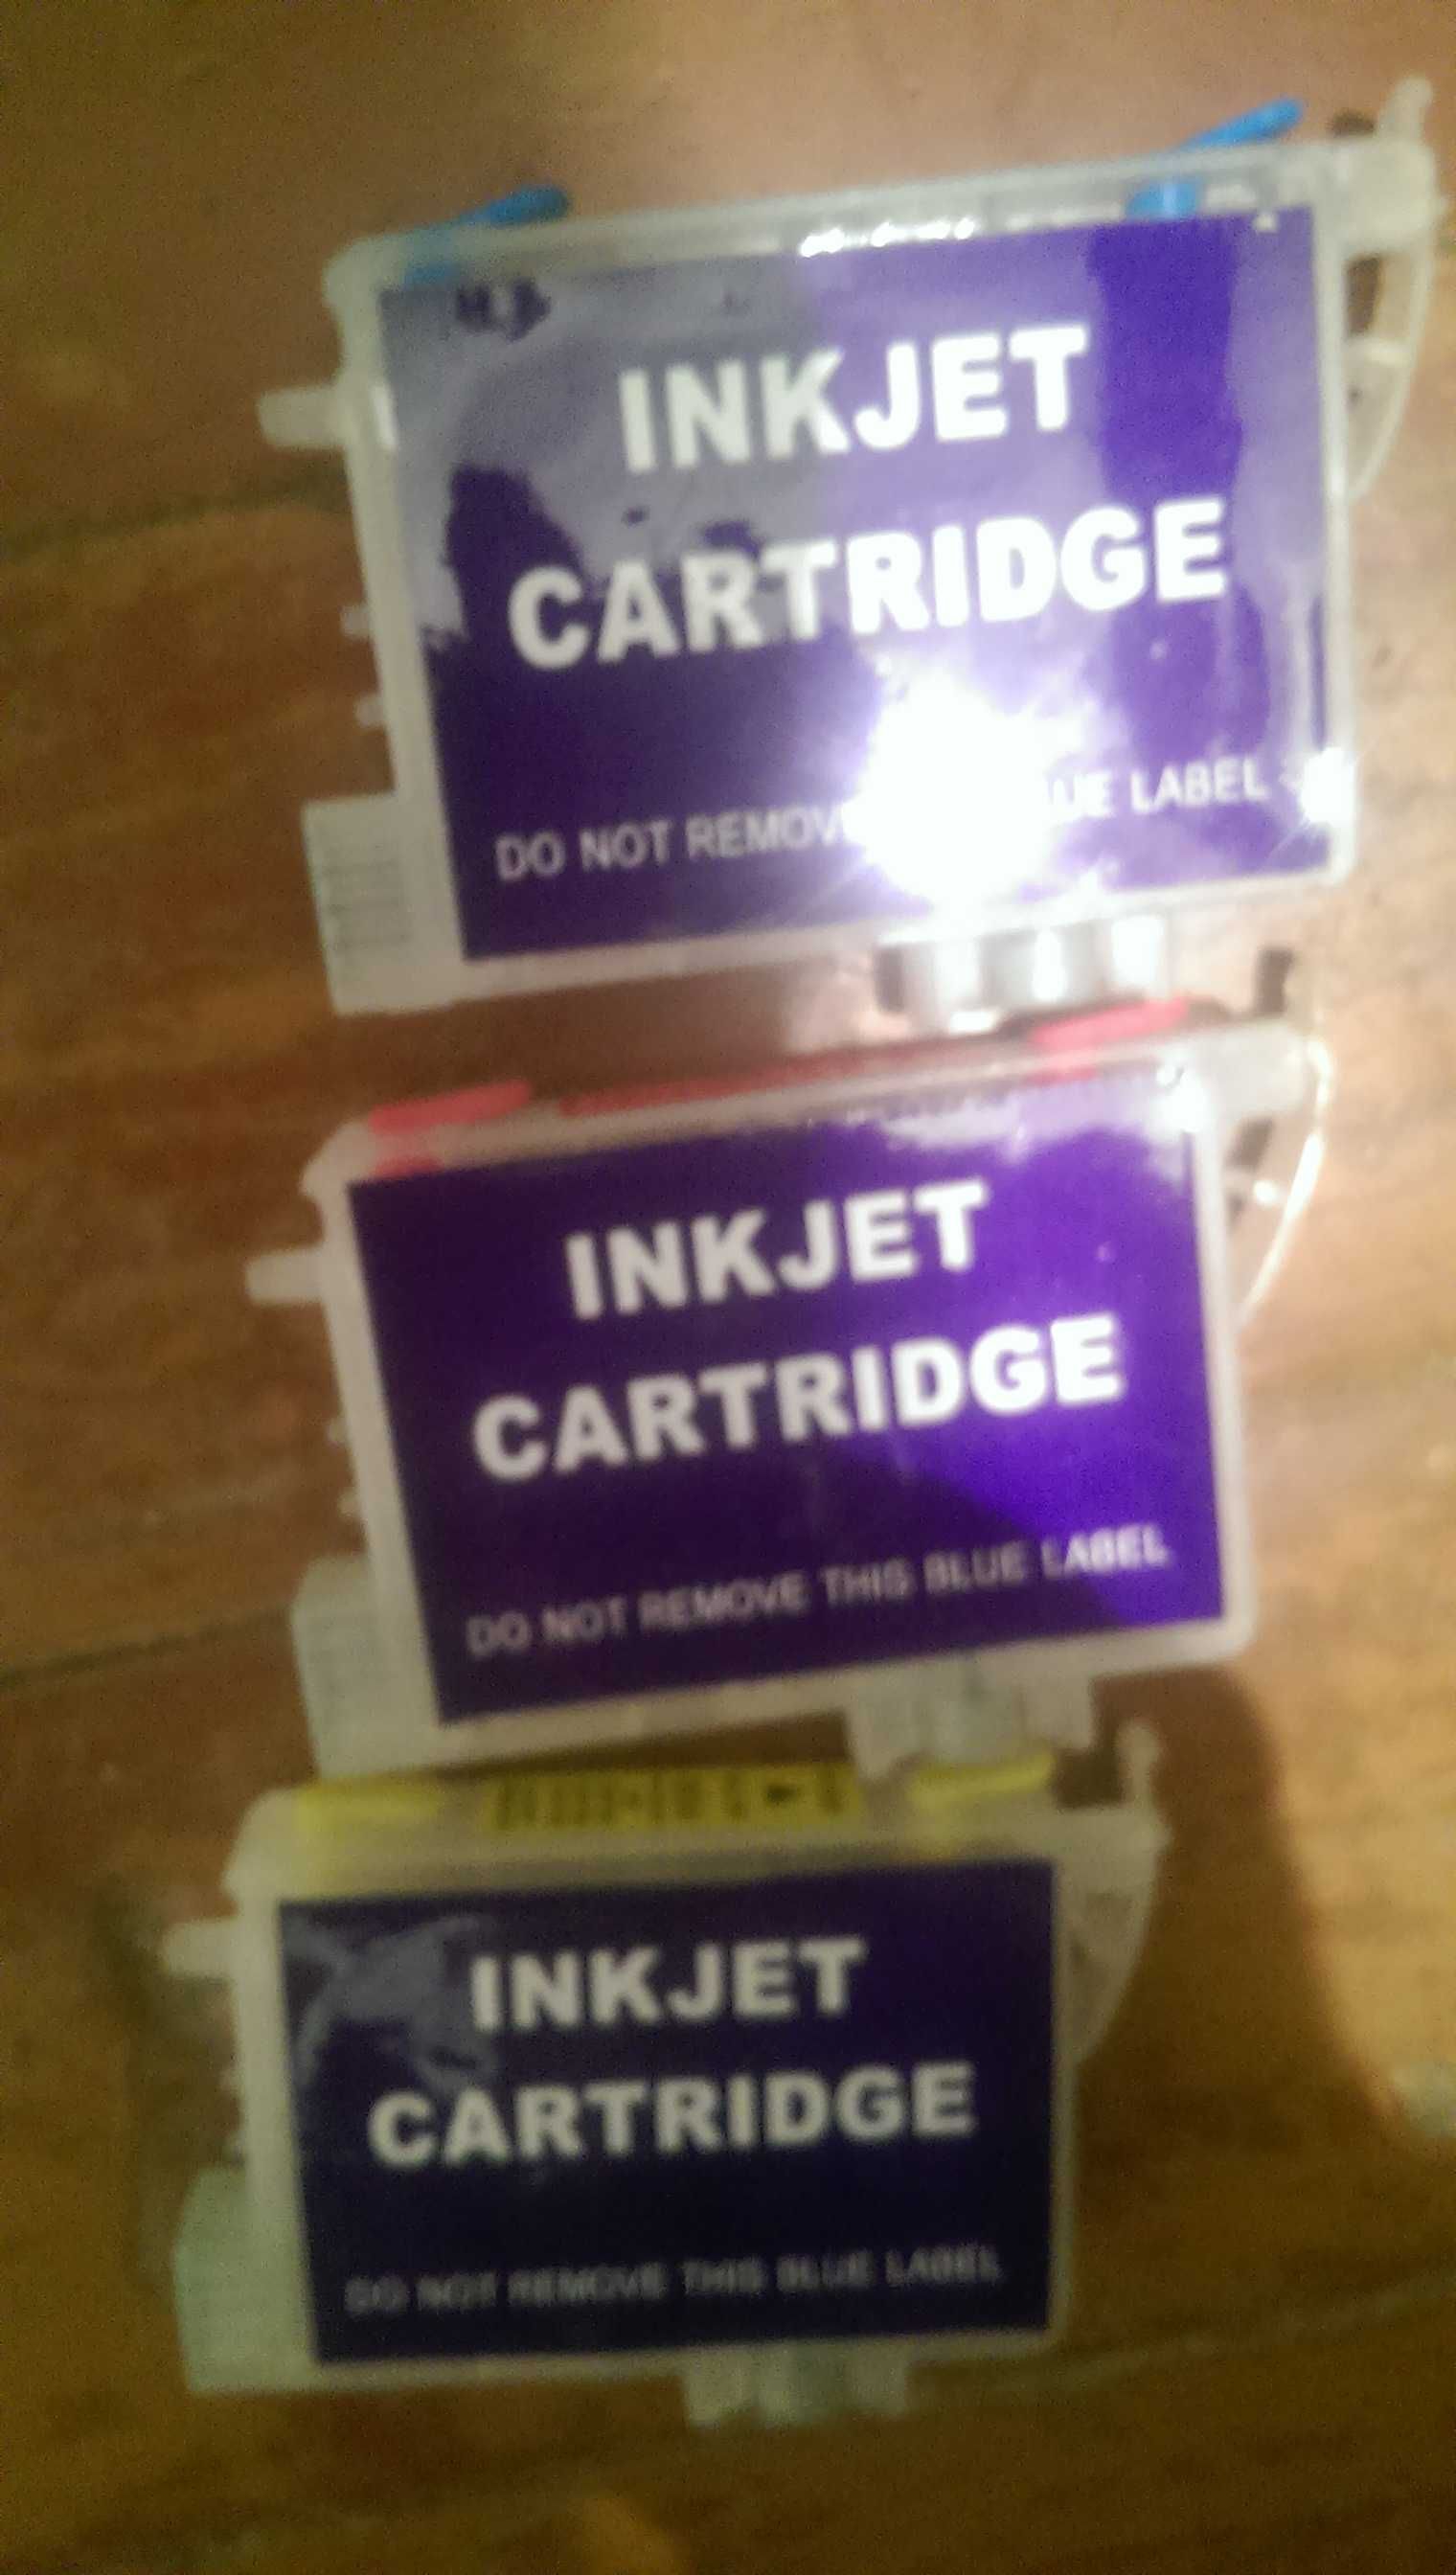 INKJET
CARTRIDGE
DO NOT REMOVE BLUE LABEL
INKJET
CARTRIDGE
DO NOT REMOVE THIS BLUE LABEL
INKJET
CARTRIDGE
DO NOT REMOVE THIS BLUE LABEL